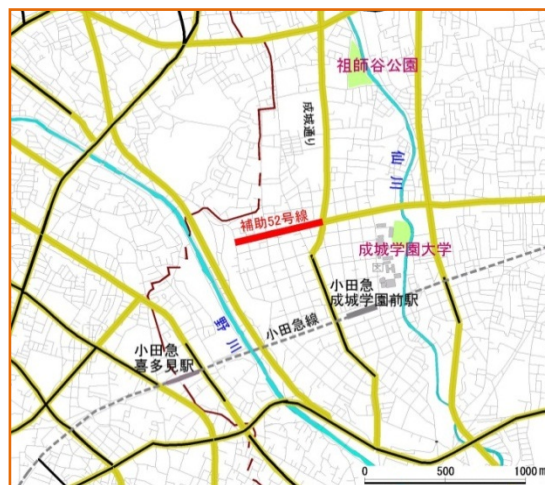 祖師谷公園
成城通り
仙川
補助52号線
成城学園大学
小田急
成城学園前駅
小田急線
野川
小田急
喜多見駅
0 500 1000 m